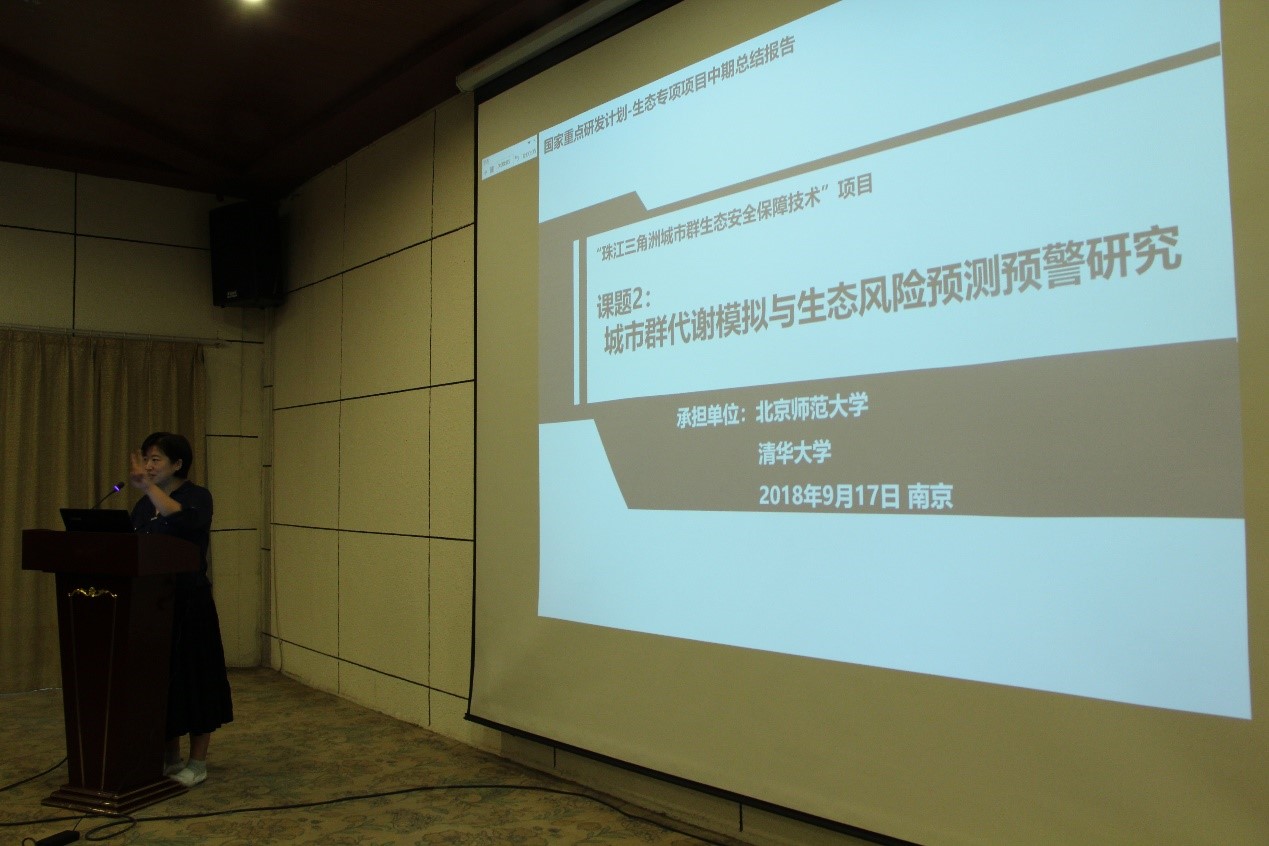 国家重点研发计划-生态专项项目中期总结报告
“珠江三角洲城市群生态安全保障技术”项目
课题2：
城市群代谢模拟与生态风险预测预警研究
承担单位：北京师范大学
清华大学
2018年9月17日 南京